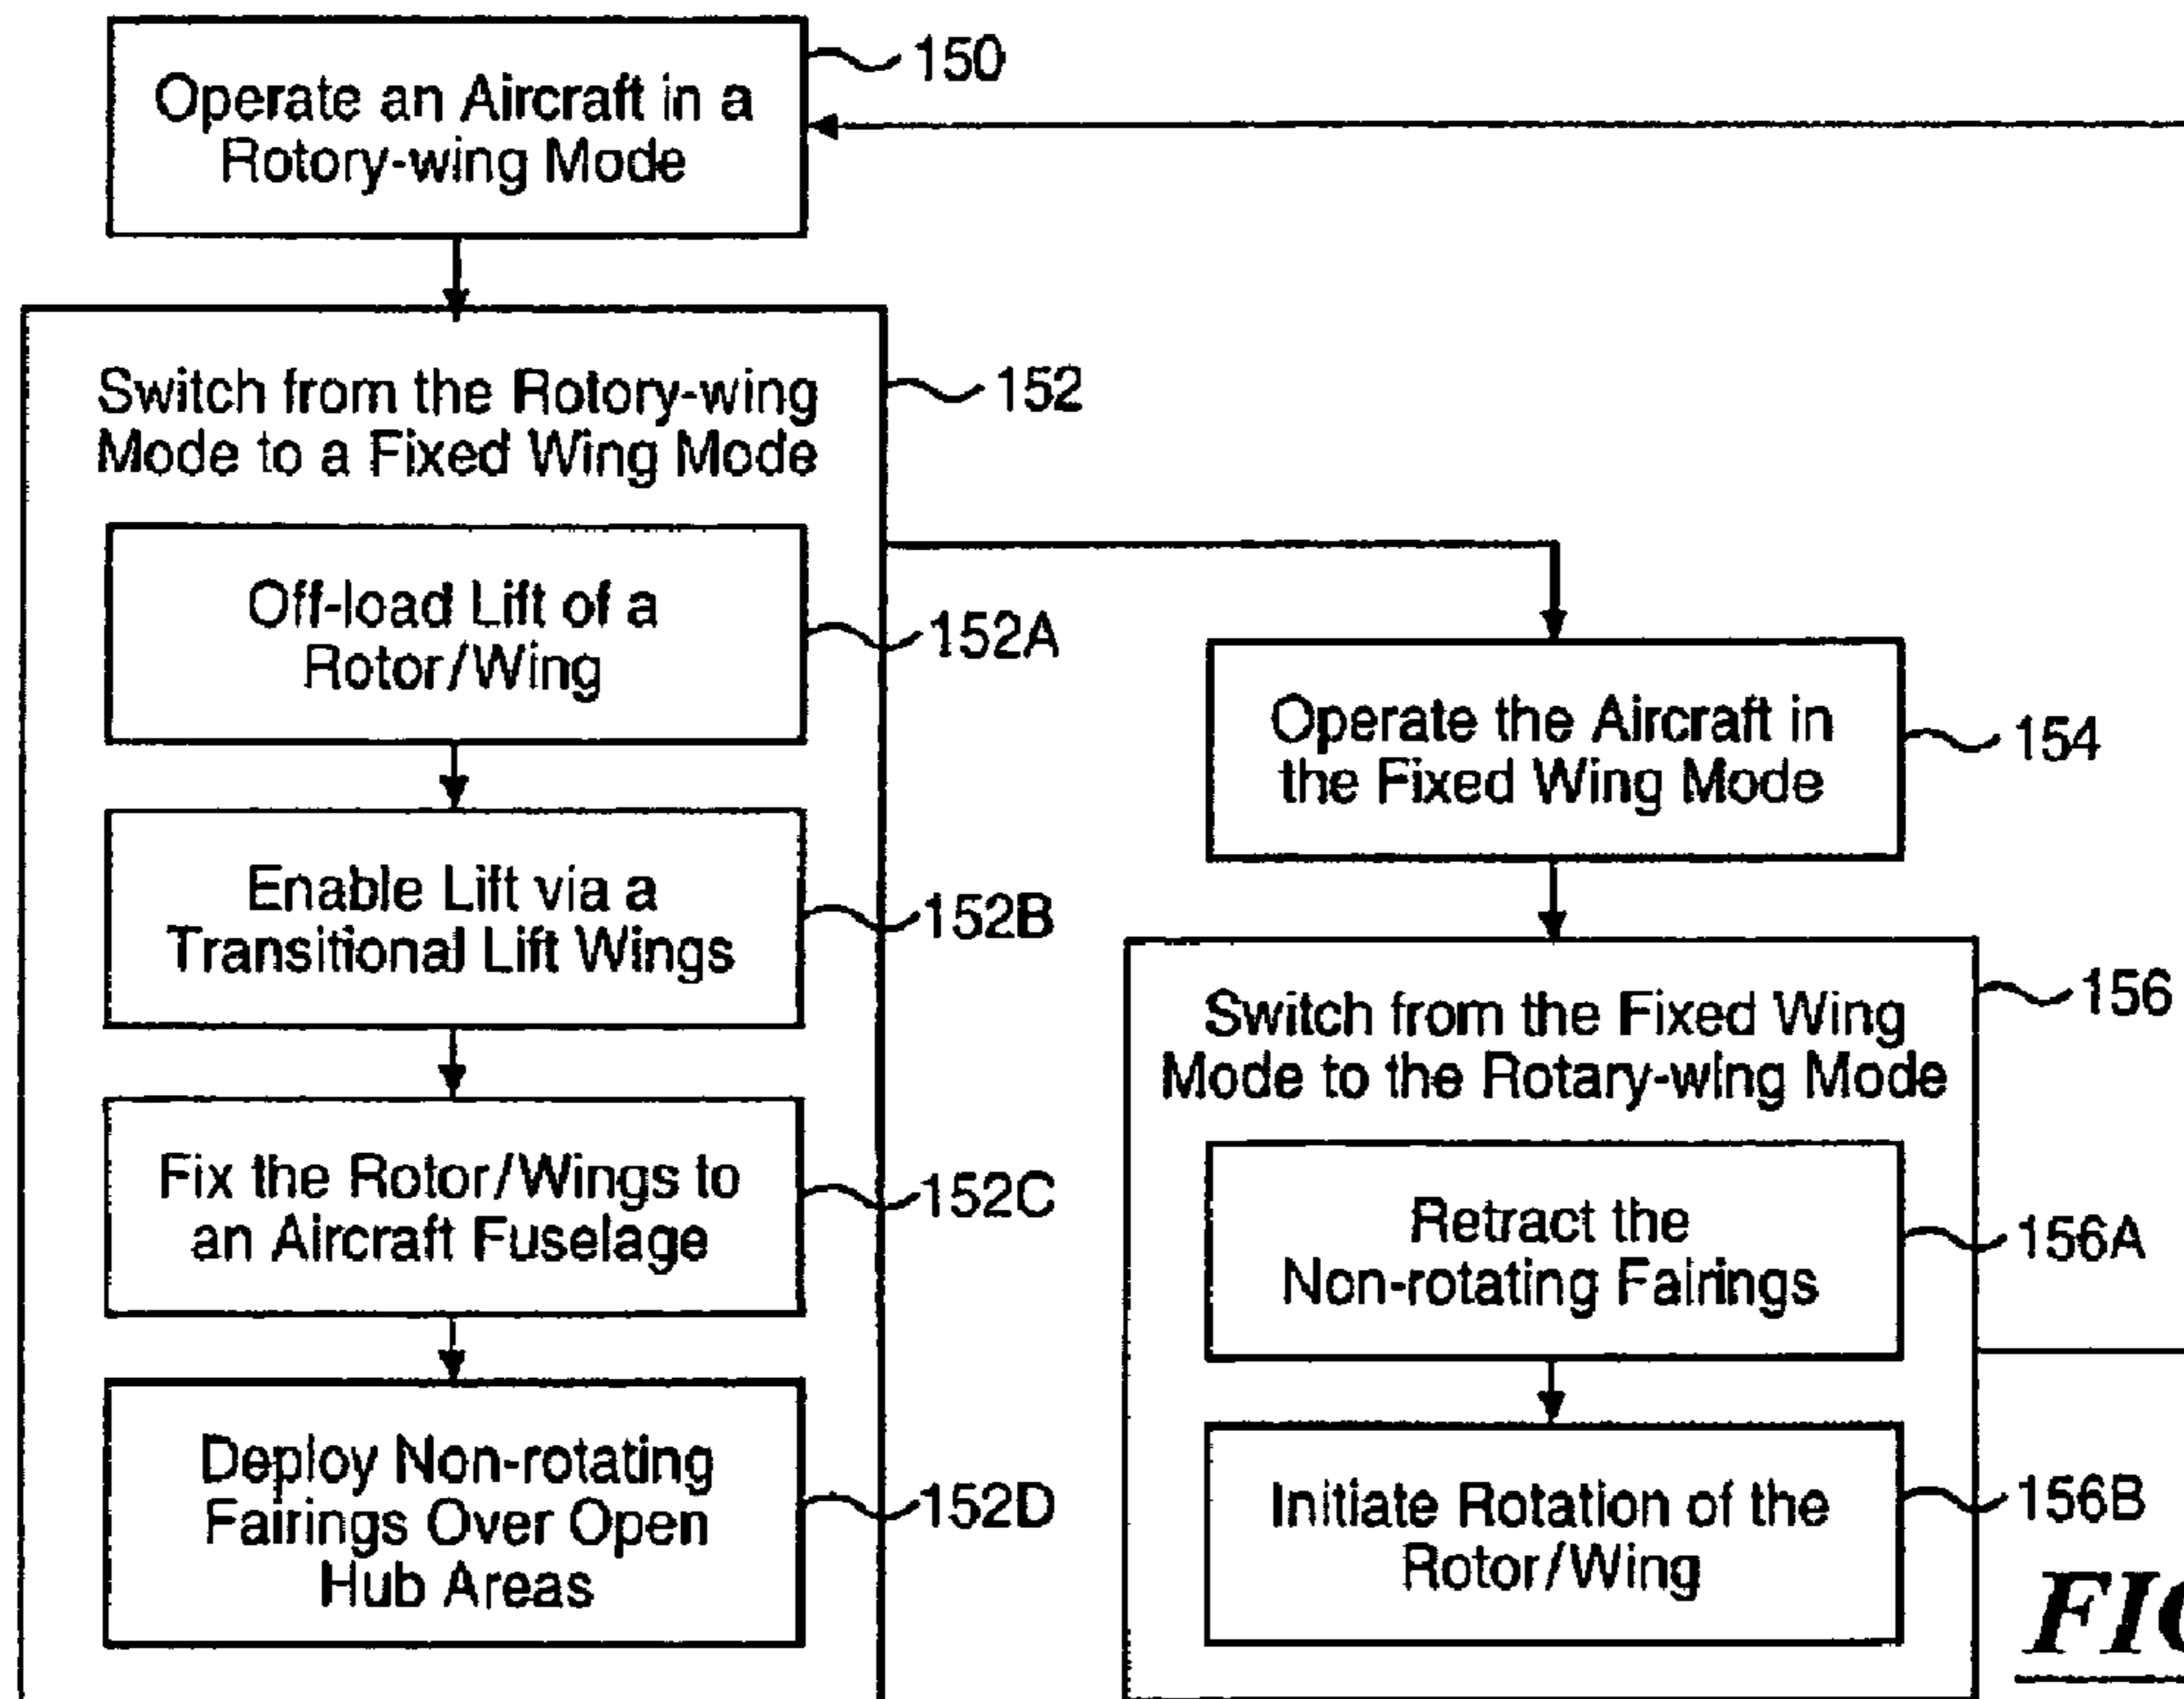 Operate an Aircraft in a
Rotory-wing Mode
150
Switch from the Rotory-wing
Mode to a Fixed Wing Mode
152
Off-load Lift of a
Rotor/Wing
152A
Enable Lift via a
Transitional Lift Wings
152B
Fix the Rotor/Wings to
an Aircraft Fuselage
152C
Deploy Non-rotating
Fairings Over Open
Hub Areas
152D
Operate the Aircraft in
the Fixed Wing Mode
154
Switch from the Fixed Wing
Mode to the Rotary-wing Mode
156
Retract the
Non-rotating Fairings
156A
Initiate Rotation of the
Rotor/Wing
156B